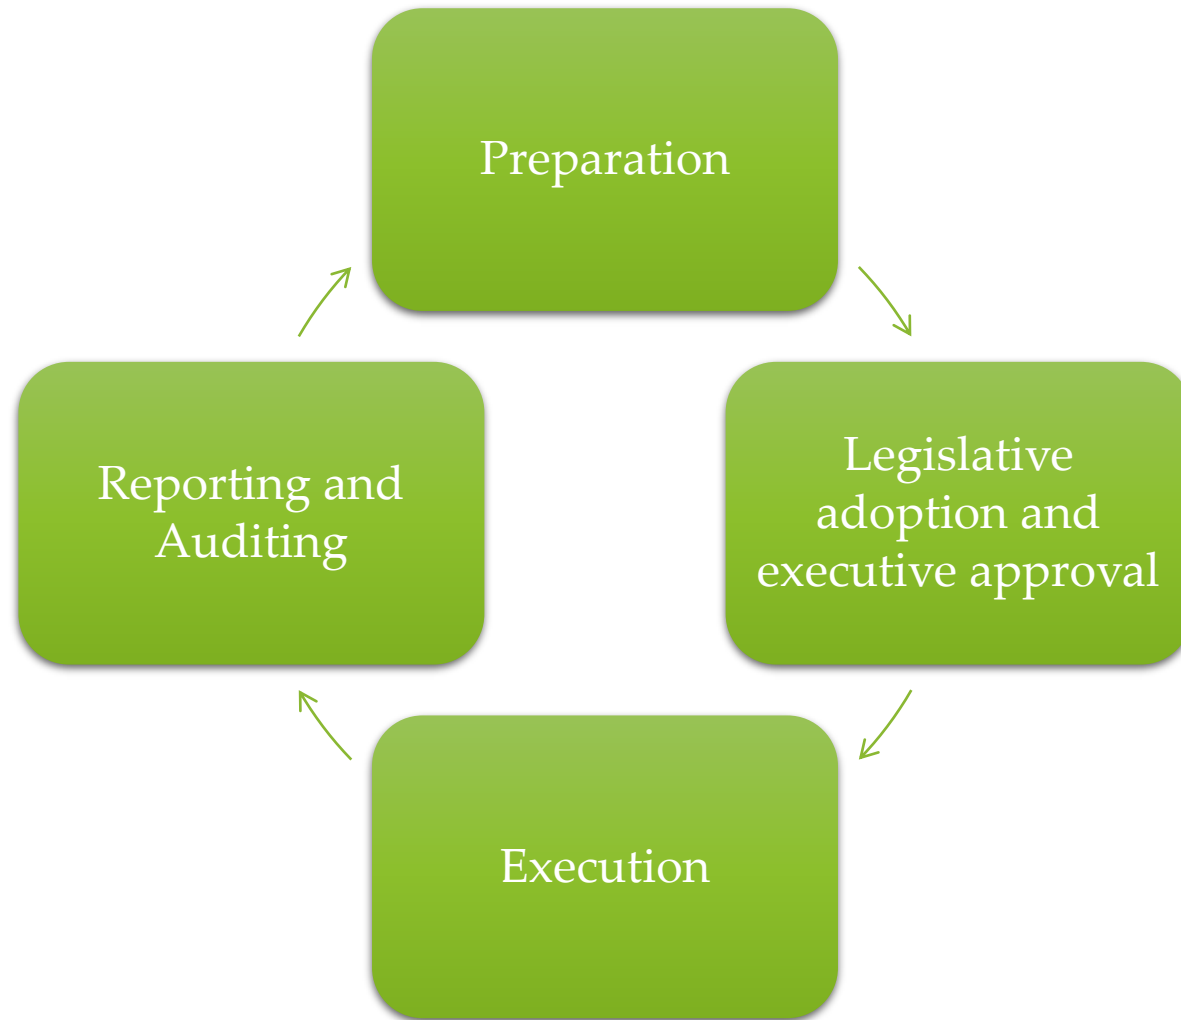 Preparation
Legislative
adoption and
executive approval
Execution
Reporting and
Auditing